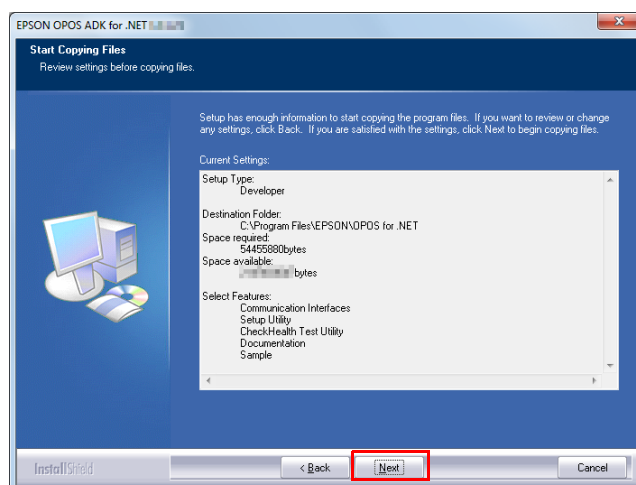 EPSON OPOS ADK for .NET
Start Copying Files
Review settings before copying files.
Setup has enough information to start copying the program files. If you want to review or change
any settings, click Back. If you are satisfied with the settings, click Next to begin copying files.
Current Settings:
Setup Type:
Developer
Destination Folder:
C:\Program Files\EPSON\OPOS for .NET
Space required:
54455880bytes
Space available:
bytes
Select Features:
Communication Interfaces
Setup Utility
CheckHealth Test Utility
Documentation
Sample
InstallShield
< Back
Next
Cancel